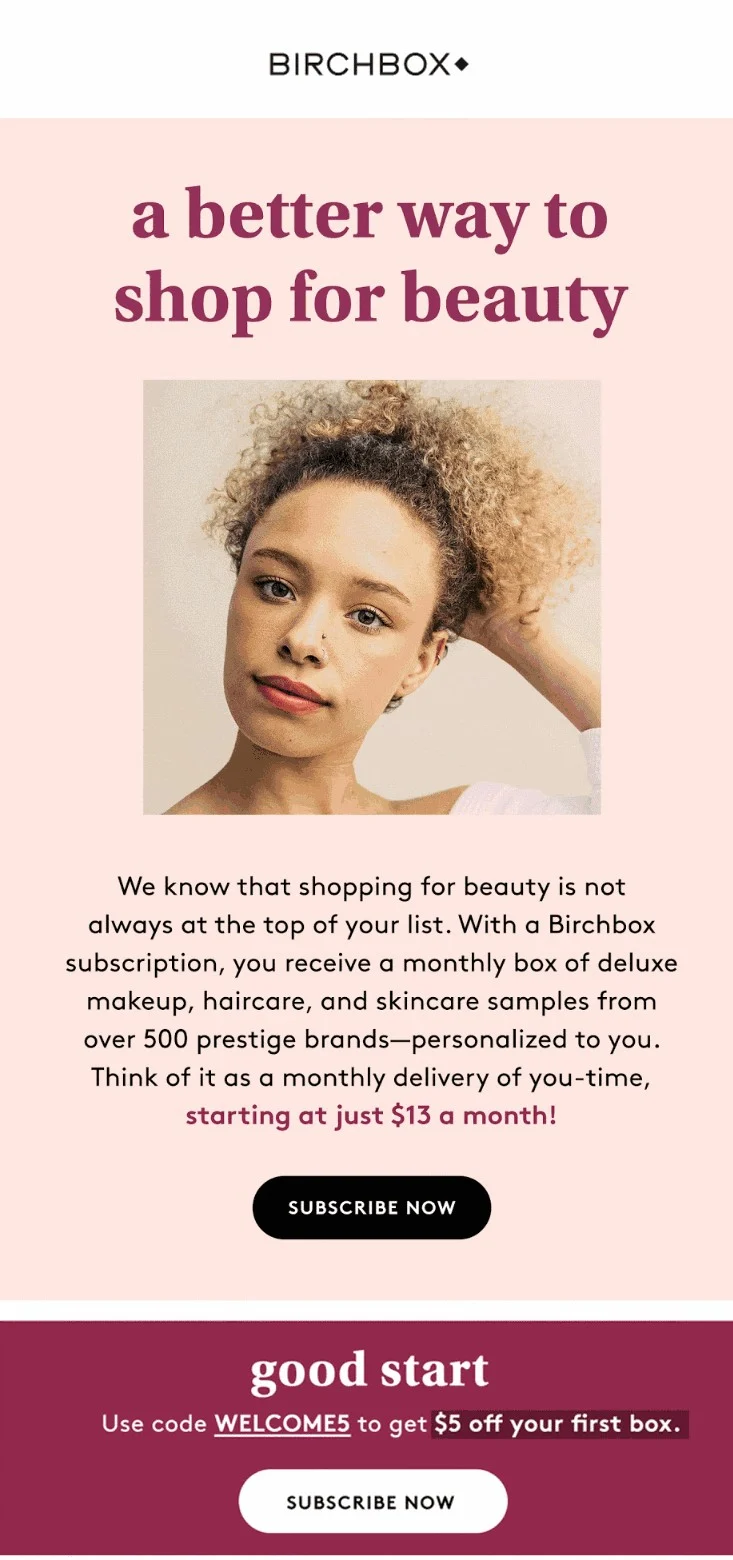 BIRCHBOX◆
a better way to
shop for beauty
We know that shopping for beauty is not
always at the top of your list. With a Birchbox
subscription, you receive a monthly box of deluxe
makeup, haircare, and skincare samples from
over 500 prestige brands—personalized to you.
Think of it as a monthly delivery of you-time,
starting at just $13 a month!
SUBSCRIBE NOW
good start
Use code WELCOME5 to get $5 off your first box.
SUBSCRIBE NOW